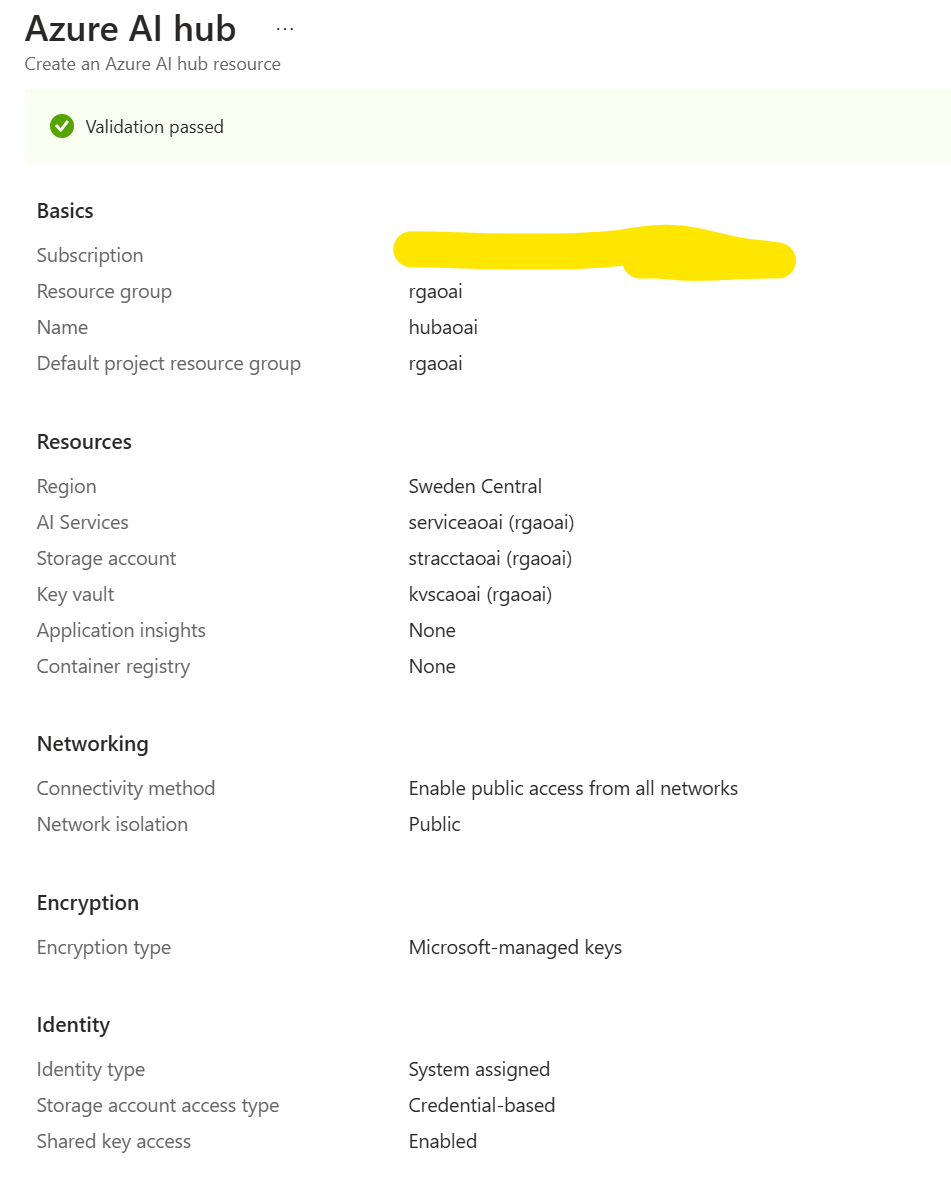 Azure AI hub ...
Create an Azure AI hub resource
Validation passed
Basics
Subscription
Resource group rgaoai
Name hubaoai
Default project resource group rgaoai
Resources
Region Sweden Central
AI Services serviceaoai (rgaoai)
Storage account stracctaoai (rgaoai)
Key vault kvscaoai (rgaoai)
Application insights None
Container registry None
Networking
Connectivity method Enable public access from all networks
Network isolation Public
Encryption
Encryption type Microsoft-managed keys
Identity
Identity type System assigned
Storage account access type Credential-based
Shared key access Enabled